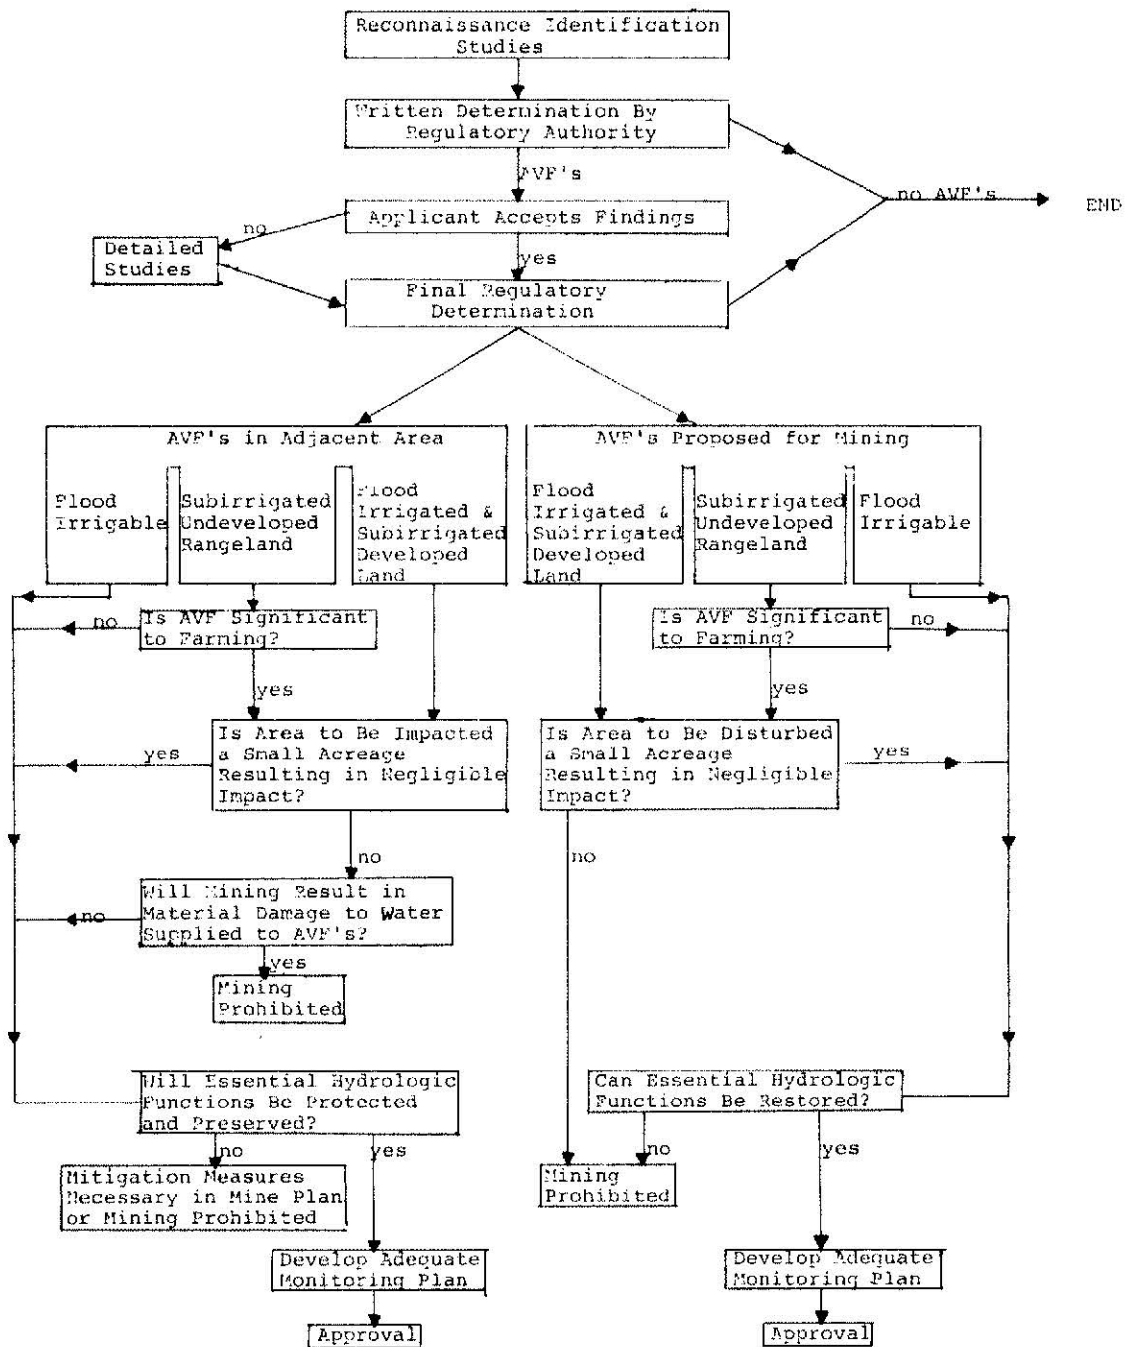 Reconnaissance Identification
Studies
Written Determination By
Regulatory Authority
AVF's
no AVF's
END
Applicant Accepts Findings
no
yes
Detailed
Studies
Final Regulatory
Determination
AVF's in Adjacent Area
Flood
Irrigable
Subirrigated
Undeveloped
Rangeland
Flood
Irrigated &
Subirrigated
Developed
Land
AVF's Proposed for Mining
Flood
Irrigated &
Subirrigated
Developed
Land
Subirrigated
Undeveloped
Rangeland
Flood
Irrigable
no
Is AVF Significant
to Farming?
yes
Is AVF Significant
to Farming?
no
yes
yes
Is Area to Be Impacted
a Small Acreage
Resulting in Negligible
Impact?
no
Is Area to Be Disturbed
a Small Acreage
Resulting in Negligible
Impact?
yes
no
no
Will Mining Result in
Material Damage to Water
Supplied to AVF's?
yes
Mining
Prohibited
Will Essential Hydrologic
Functions Be Protected
and Preserved?
no
yes
Mitigation Measures
Necessary in Mine Plan
or Mining Prohibited
Develop Adequate
Monitoring Plan
Approval
Can Essential Hydrologic
Functions Be Restored?
no
yes
Mining
Prohibited
Develop Adequate
Monitoring Plan
Approval